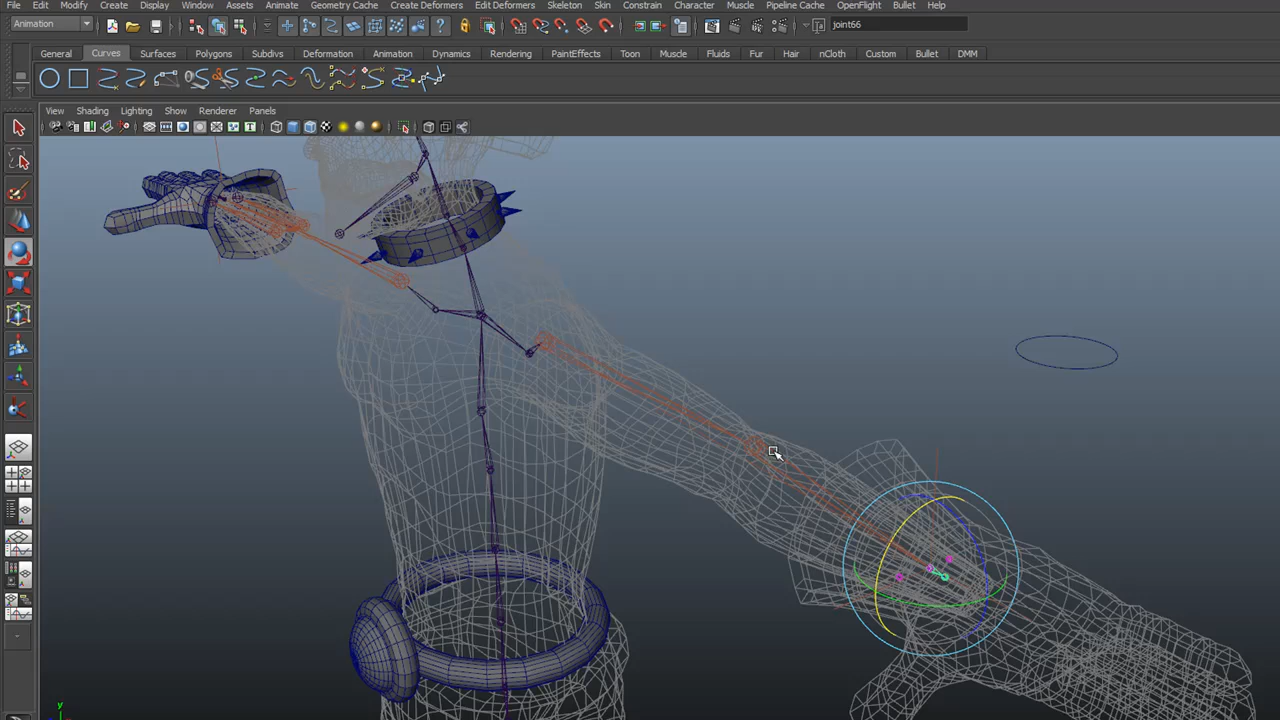 File Edit Modify Create Display Window Assets Animate Geometry Cache Create Deformers Edit Deformers Skeleton Skin Constrain Character Muscle Pipeline Cache OpenFlight Bullet Help
Animation joint66
General Curves Surfaces Polygons Subdivs Deformation Animation Dynamics Rendering PaintEffects Toon Muscle Fluids Fur Hair nCloth Custom Bullet DMM
View Shading Lighting Show Renderer Panels
y